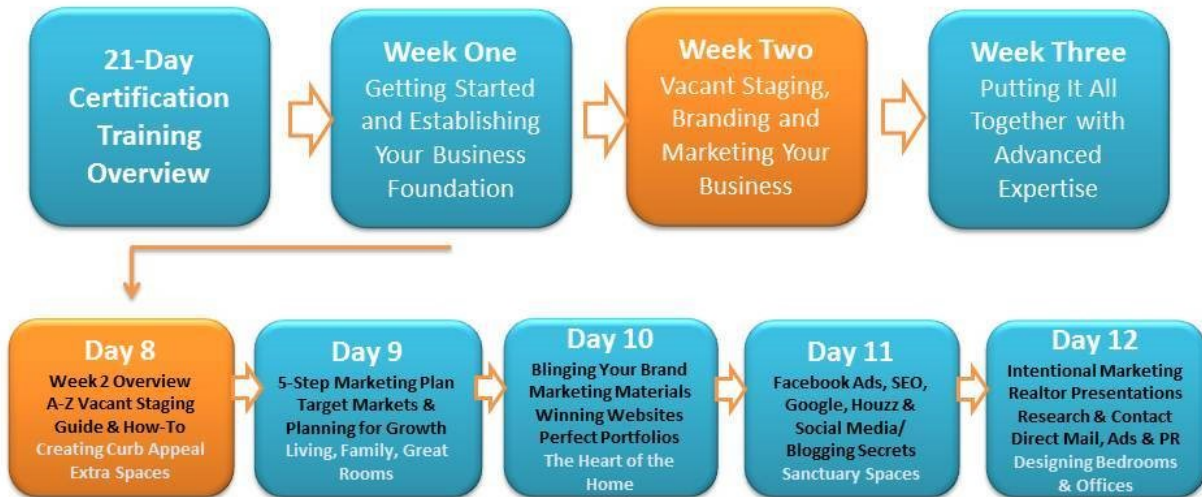 21-Day
Certification
Training
Overview
Week One
Getting Started
and Establishing
Your Business
Foundation
Week Two
Vacant Staging,
Branding and
Marketing Your
Business
Week Three
Putting It All
Together with
Advanced
Expertise
Day 8
Week 2 Overview
A-Z Vacant Staging
Guide & How-To
Creating Curb Appeal
Extra Spaces
Day 9
5-Step Marketing Plan
Target Markets &
Planning for Growth
Living, Family, Great
Rooms
Day 10
Blinging Your Brand
Marketing Materials
Winning Websites
Perfect Portfolios
The Heart of the
Home
Day 11
Facebook Ads, SEO,
Google, Houzz &
Social Media/
Blogging Secrets
Sanctuary Spaces
Day 12
Intentional Marketing
Realtor Presentations
Research & Contact
Direct Mail, Ads & PR
Designing Bedrooms
& Offices